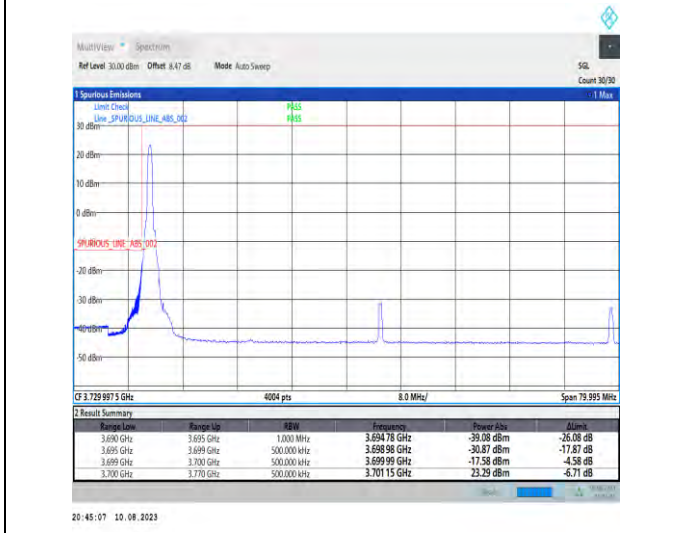 MultiView Spectrum
Ref Level 30.00 dBm Offset 8.47 dB Mode Auto Sweep SGL
Count 30/30
1 Spurious Emissions 1 Max
Limit Check PASS
Line _SPURIOUS_LINE_ABS_002 PASS
30 dBm
20 dBm
10 dBm
0 dBm
SPURIOUS_LINE_ABS_002
-20 dBm
-30 dBm
-40 dBm
-50 dBm
CF 3.729 997 5 GHz 4004 pts 8.0 MHz/ Span 79.995 MHz
2 Result Summary
Range Low Range Up RBW Frequency Power Abs ΔLimit
3.690 GHz 3.695 GHz 1.000 MHz 3.694 78 GHz -39.08 dBm -26.08 dB
3.695 GHz 3.699 GHz 500.000 kHz 3.698 98 GHz -30.87 dBm -17.87 dB
3.699 GHz 3.700 GHz 500.000 kHz 3.699 99 GHz -17.58 dBm -4.58 dB
3.700 GHz 3.770 GHz 500.000 kHz 3.701 15 GHz 23.29 dBm -6.71 dB
20:45:07 10.08.2023